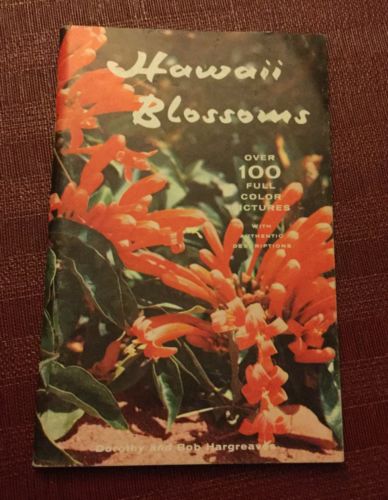 Hawaii
Blossoms
OVER
100
FULL
COLOR
PICTURES
WITH
AUTHENTIC
DESCRIPTIONS
Dorothy and Bob Hargreaves